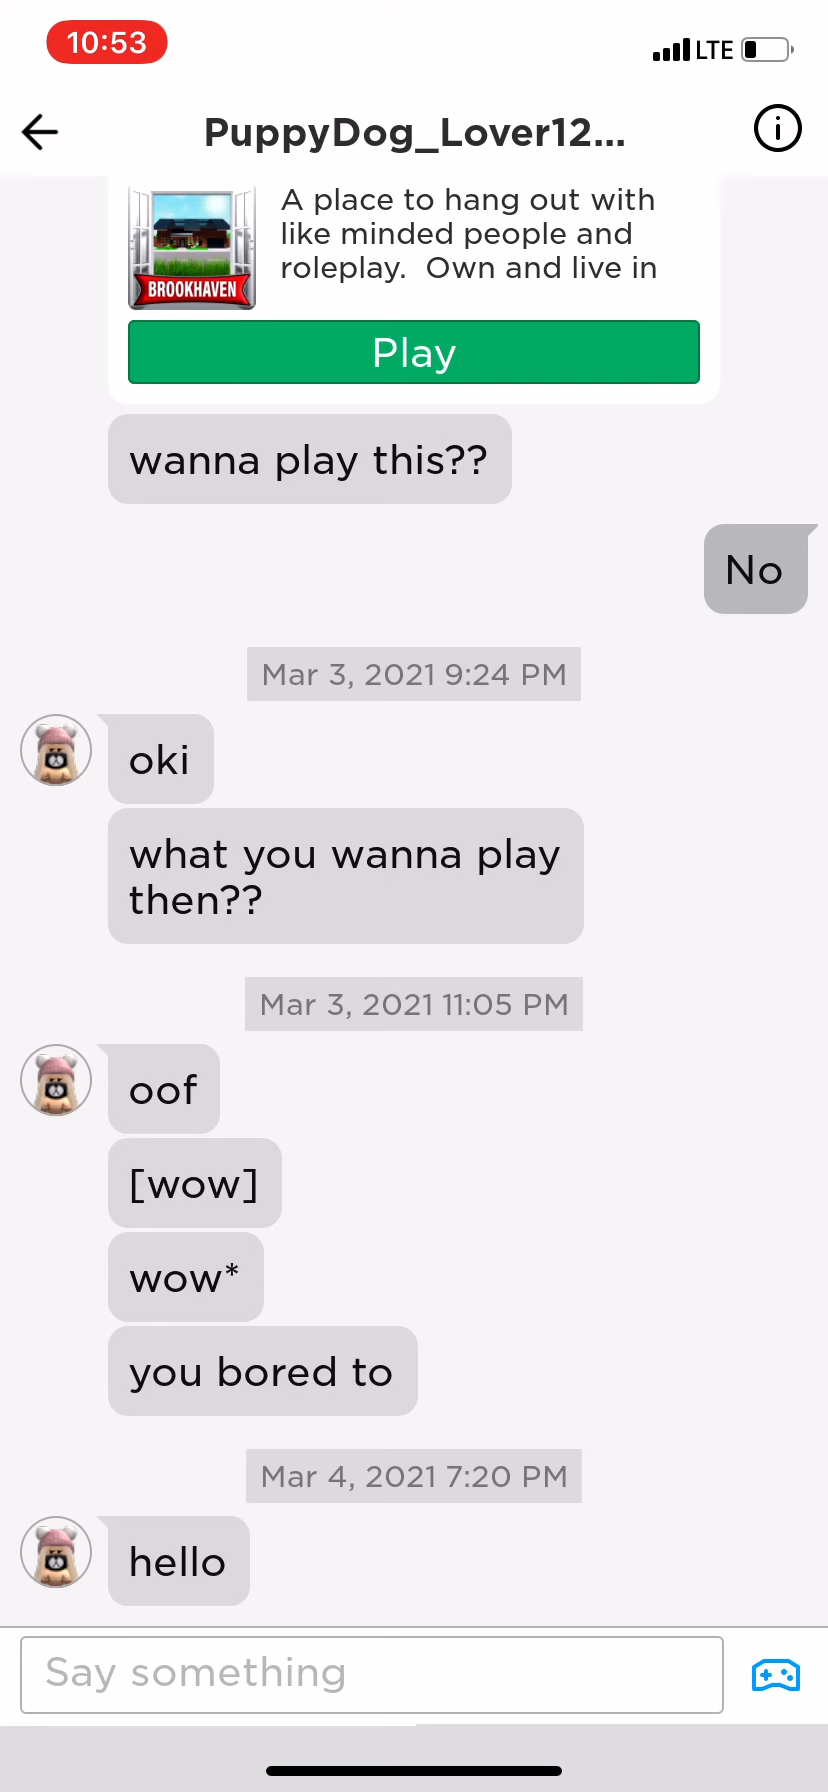 10:53
LTE
PuppyDog_Lover12...
A place to hang out with
like minded people and
roleplay.  Own and live in
BROOKHAVEN
Play
wanna play this??
No
Mar 3, 2021 9:24 PM
oki
what you wanna play
then??
Mar 3, 2021 11:05 PM
oof
[wow]
wow*
you bored to
Mar 4, 2021 7:20 PM
hello
Say something